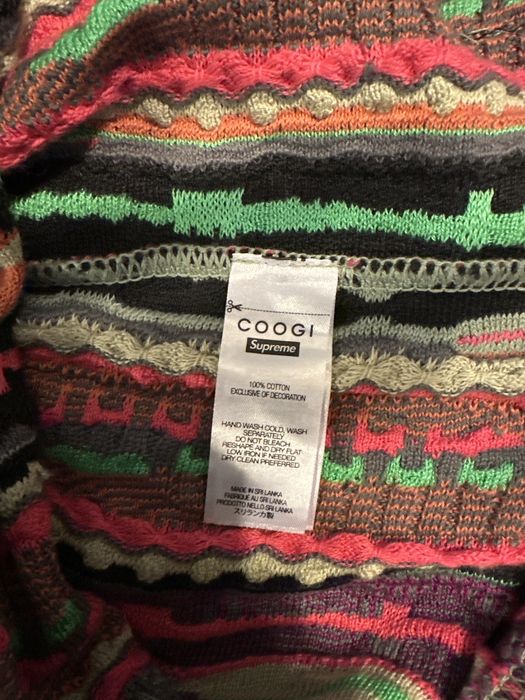 COOGI
Supreme
100% COTTON
EXCLUSIVE OF DECORATION
HAND WASH COLD, WASH
SEPARATELY
DO NOT BLEACH
RESHAPE AND DRY FLAT
LOW IRON IF NEEDED
DRY CLEAN PREFERRED
MADE IN SRI LANKA
FABRIQUE AU SRI LANKA
PRODOTTO NELLO SRI LANKA
スリランカ製